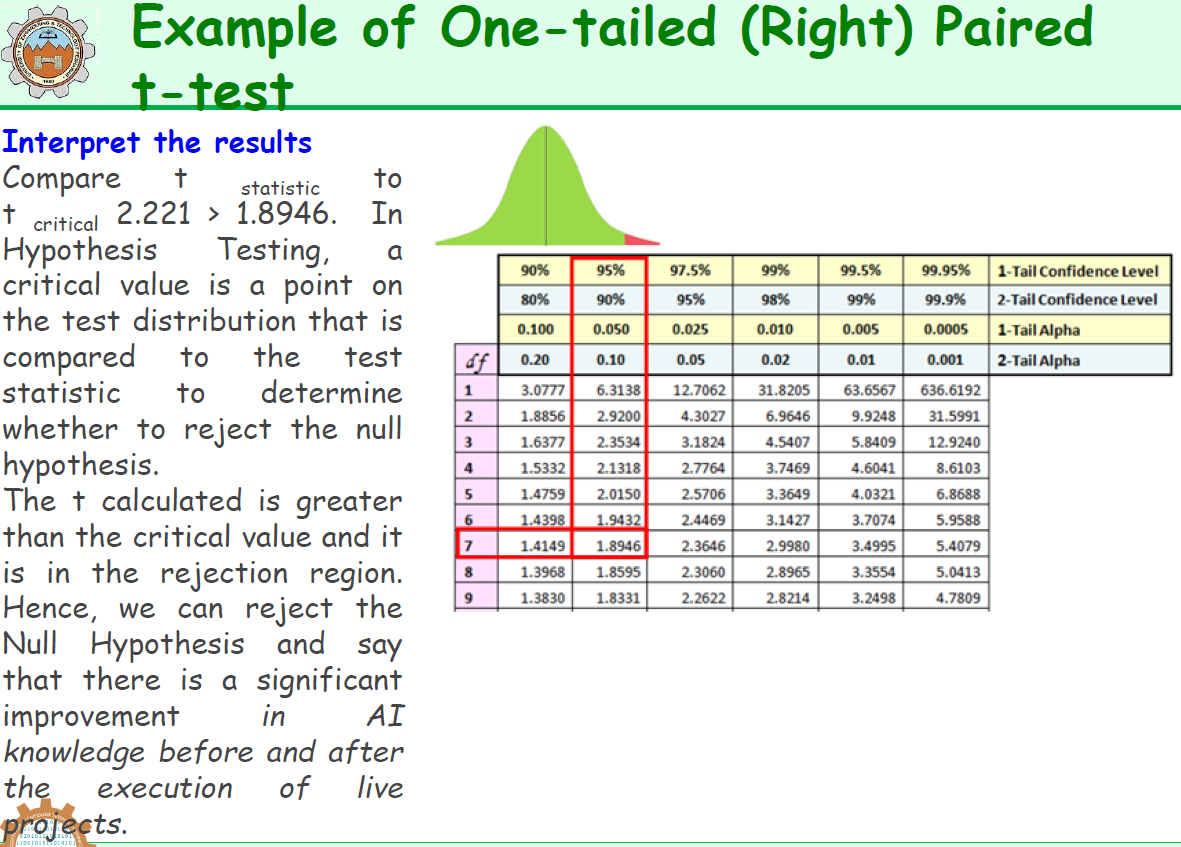 Example of One-tailed (Right) Paired
t-test
Interpret the results
Compare t statistic to
t critical 2.221 > 1.8946. In
Hypothesis Testing, a
critical value is a point on
the test distribution that is
compared to the test
statistic to determine
whether to reject the null
hypothesis.
The t calculated is greater
than the critical value and it
is in the rejection region.
Hence, we can reject the
Null Hypothesis and say
that there is a significant
improvement in AI
knowledge before and after
the execution of live
projects.
90% 95% 97.5% 99% 99.5% 99.95% 1-Tail Confidence Level
80% 90% 95% 98% 99% 99.9% 2-Tail Confidence Level
0.100 0.050 0.025 0.010 0.005 0.0005 1-Tail Alpha
df 0.20 0.10 0.05 0.02 0.01 0.001 2-Tail Alpha
1 3.0777 6.3138 12.7062 31.8205 63.6567 636.6192
2 1.8856 2.9200 4.3027 6.9646 9.9248 31.5991
3 1.6377 2.3534 3.1824 4.5407 5.8409 12.9240
4 1.5332 2.1318 2.7764 3.7469 4.6041 8.6103
5 1.4759 2.0150 2.5706 3.3649 4.0321 6.8688
6 1.4398 1.9432 2.4469 3.1427 3.7074 5.9588
7 1.4149 1.8946 2.3646 2.9980 3.4995 5.4079
8 1.3968 1.8595 2.3060 2.8965 3.3554 5.0413
9 1.3830 1.8331 2.2622 2.8214 3.2498 4.7809